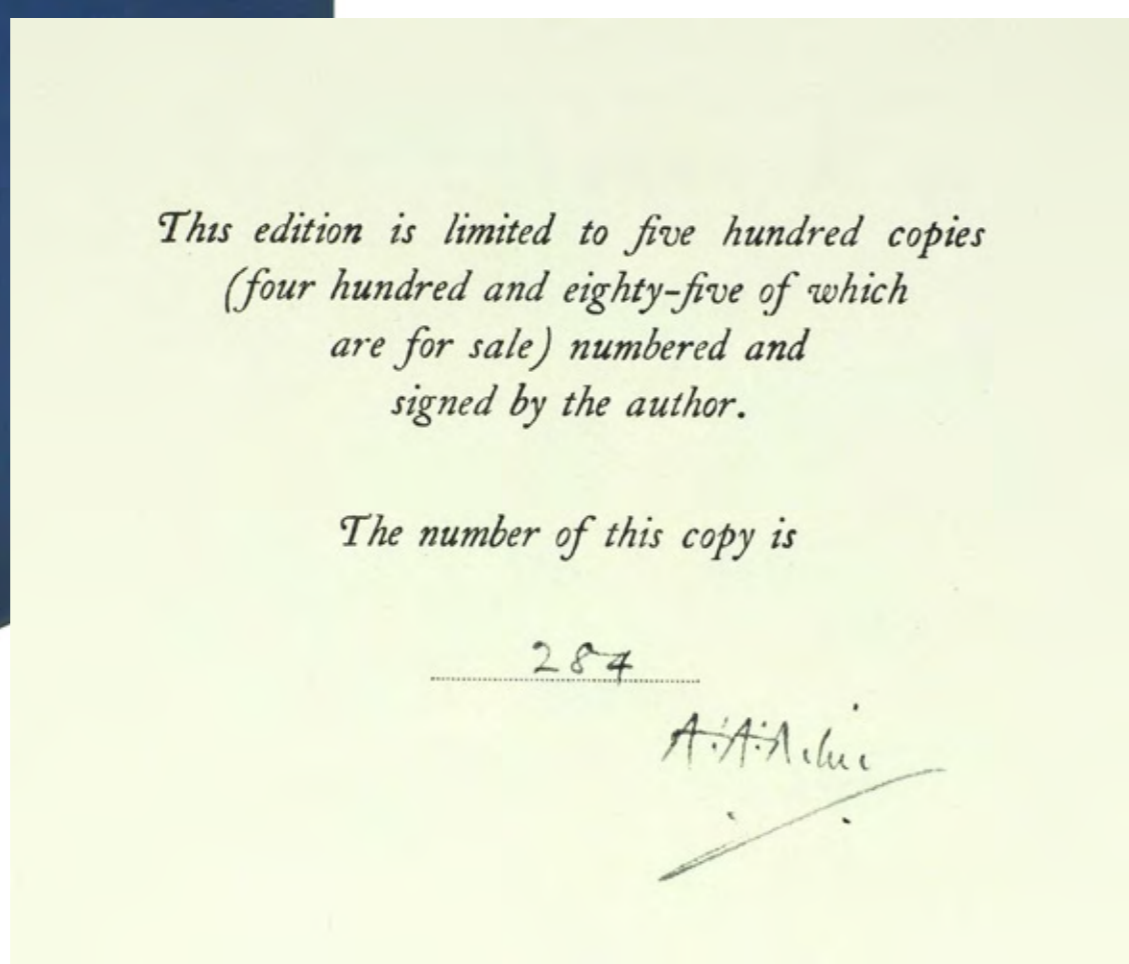 This edition is limited to five hundred copies
(four hundred and eighty-five of which
are for sale) numbered and
signed by the author.
The number of this copy is
284
A.A.Milne